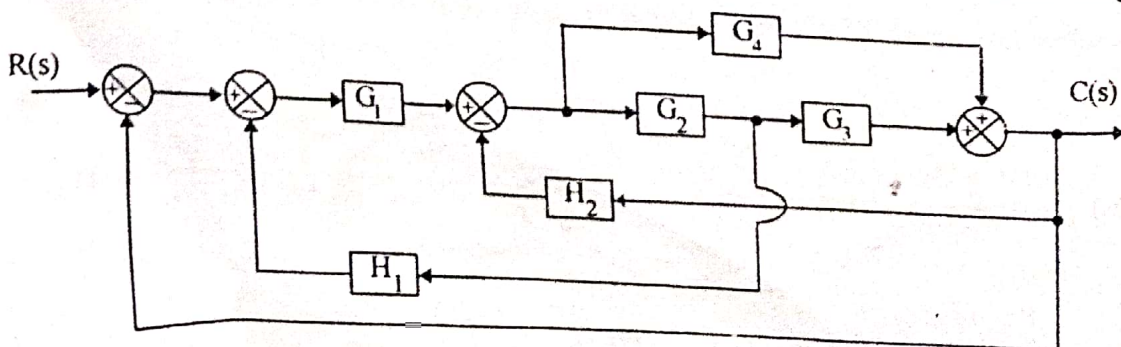 R(s)
G₄
C(s)
+
−
+
−
G₁
+
−
G₂
G₃
+
+
H₂
H₁